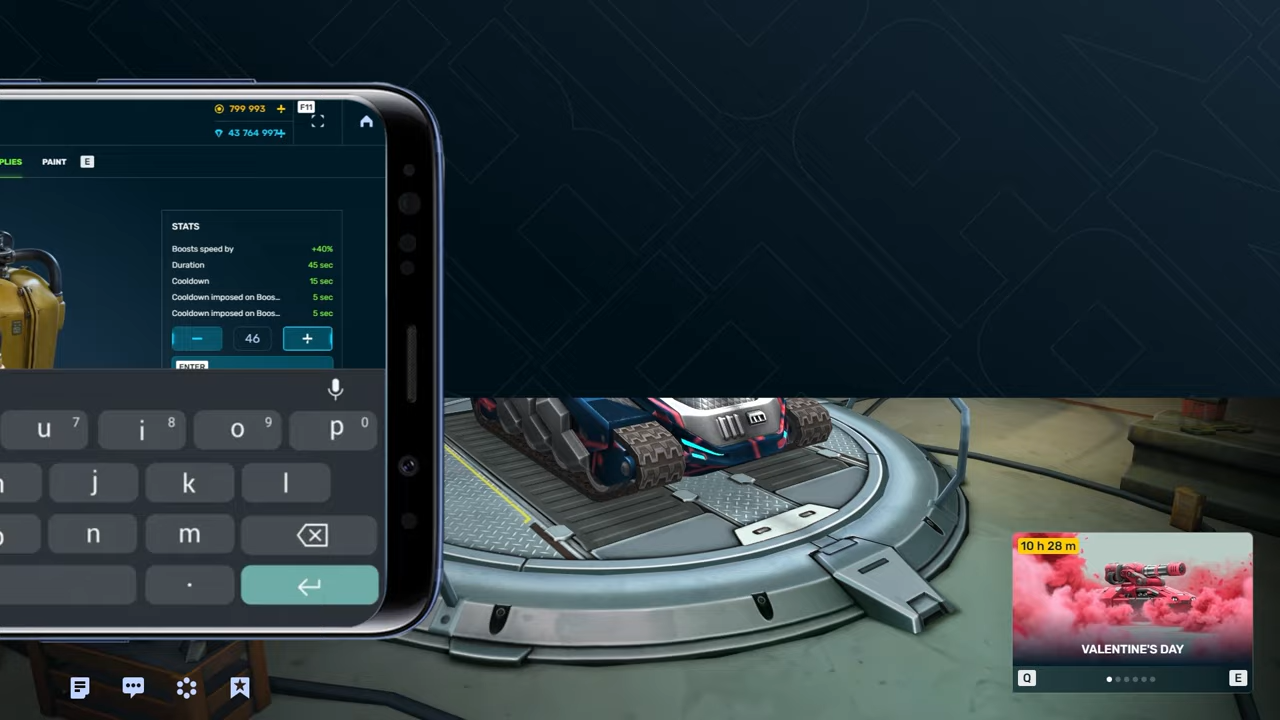 799 993
F11
43 764 997
PLIES PAINT E
STATS
Boosts speed by +40%
Duration 45 sec
Cooldown 15 sec
Cooldown imposed on Boos... 5 sec
Cooldown imposed on Boos... 5 sec
− 46 +
ENTER
u 7 i 8 o 9 p 0
j k l
n m
.
10 h 28 m
VALENTINE'S DAY
Q E